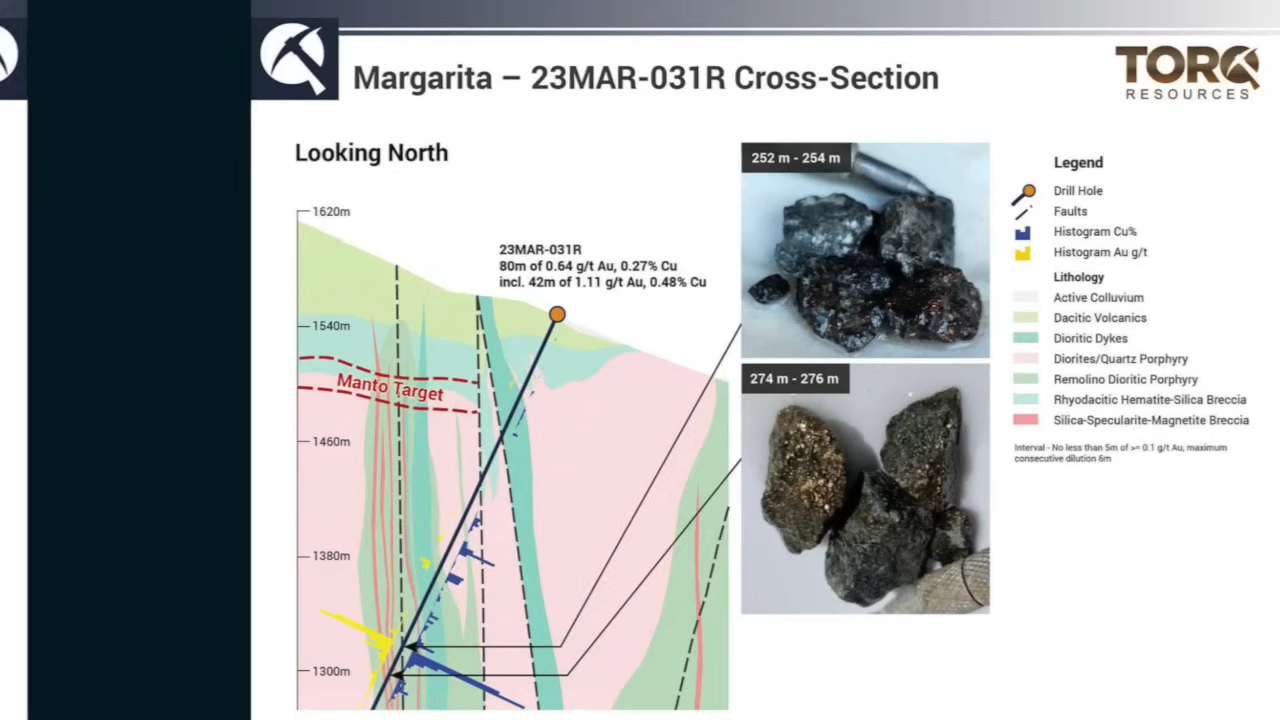 Margarita – 23MAR-031R Cross-Section
TORQ
RESOURCES
Looking North
1620m
1540m
1460m
1380m
1300m
23MAR-031R
80m of 0.64 g/t Au, 0.27% Cu
incl. 42m of 1.11 g/t Au, 0.48% Cu
Manto Target
252 m - 254 m
274 m - 276 m
Legend
Drill Hole
Faults
Histogram Cu%
Histogram Au g/t
Lithology
Active Colluvium
Dacitic Volcanics
Dioritic Dykes
Diorites/Quartz Porphyry
Remolino Dioritic Porphyry
Rhyodacitic Hematite-Silica Breccia
Silica-Specularite-Magnetite Breccia
Interval - No less than 5m of >= 0.1 g/t Au, maximum
consecutive dilution 6m